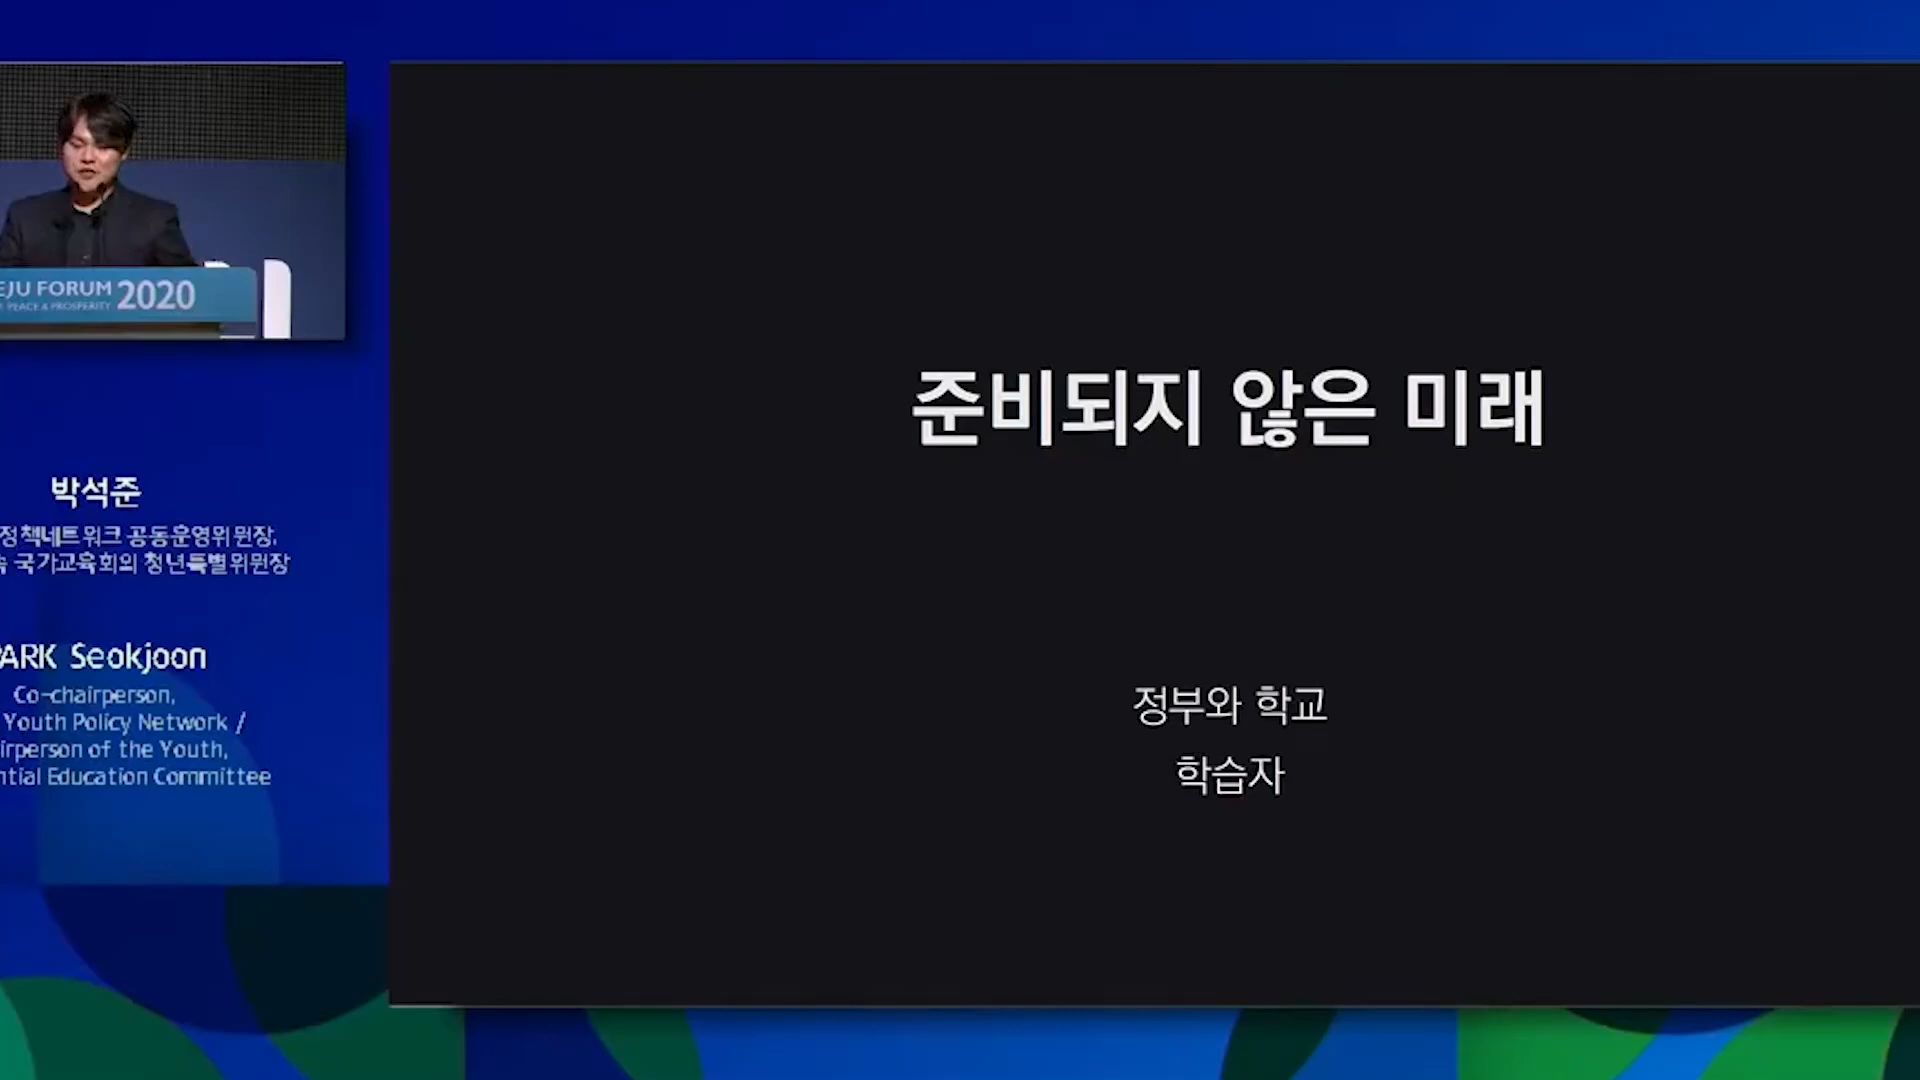 EJU FORUM 2020
PEACE & PROSPERITY
박석준
정책네트워크 공동운영위원장,
국가교육회의 청년특별위원장
PARK Seokjoon
Co-chairperson,
Youth Policy Network /
irperson of the Youth,
ntial Education Committee
준비되지 않은 미래
정부와 학교
학습자